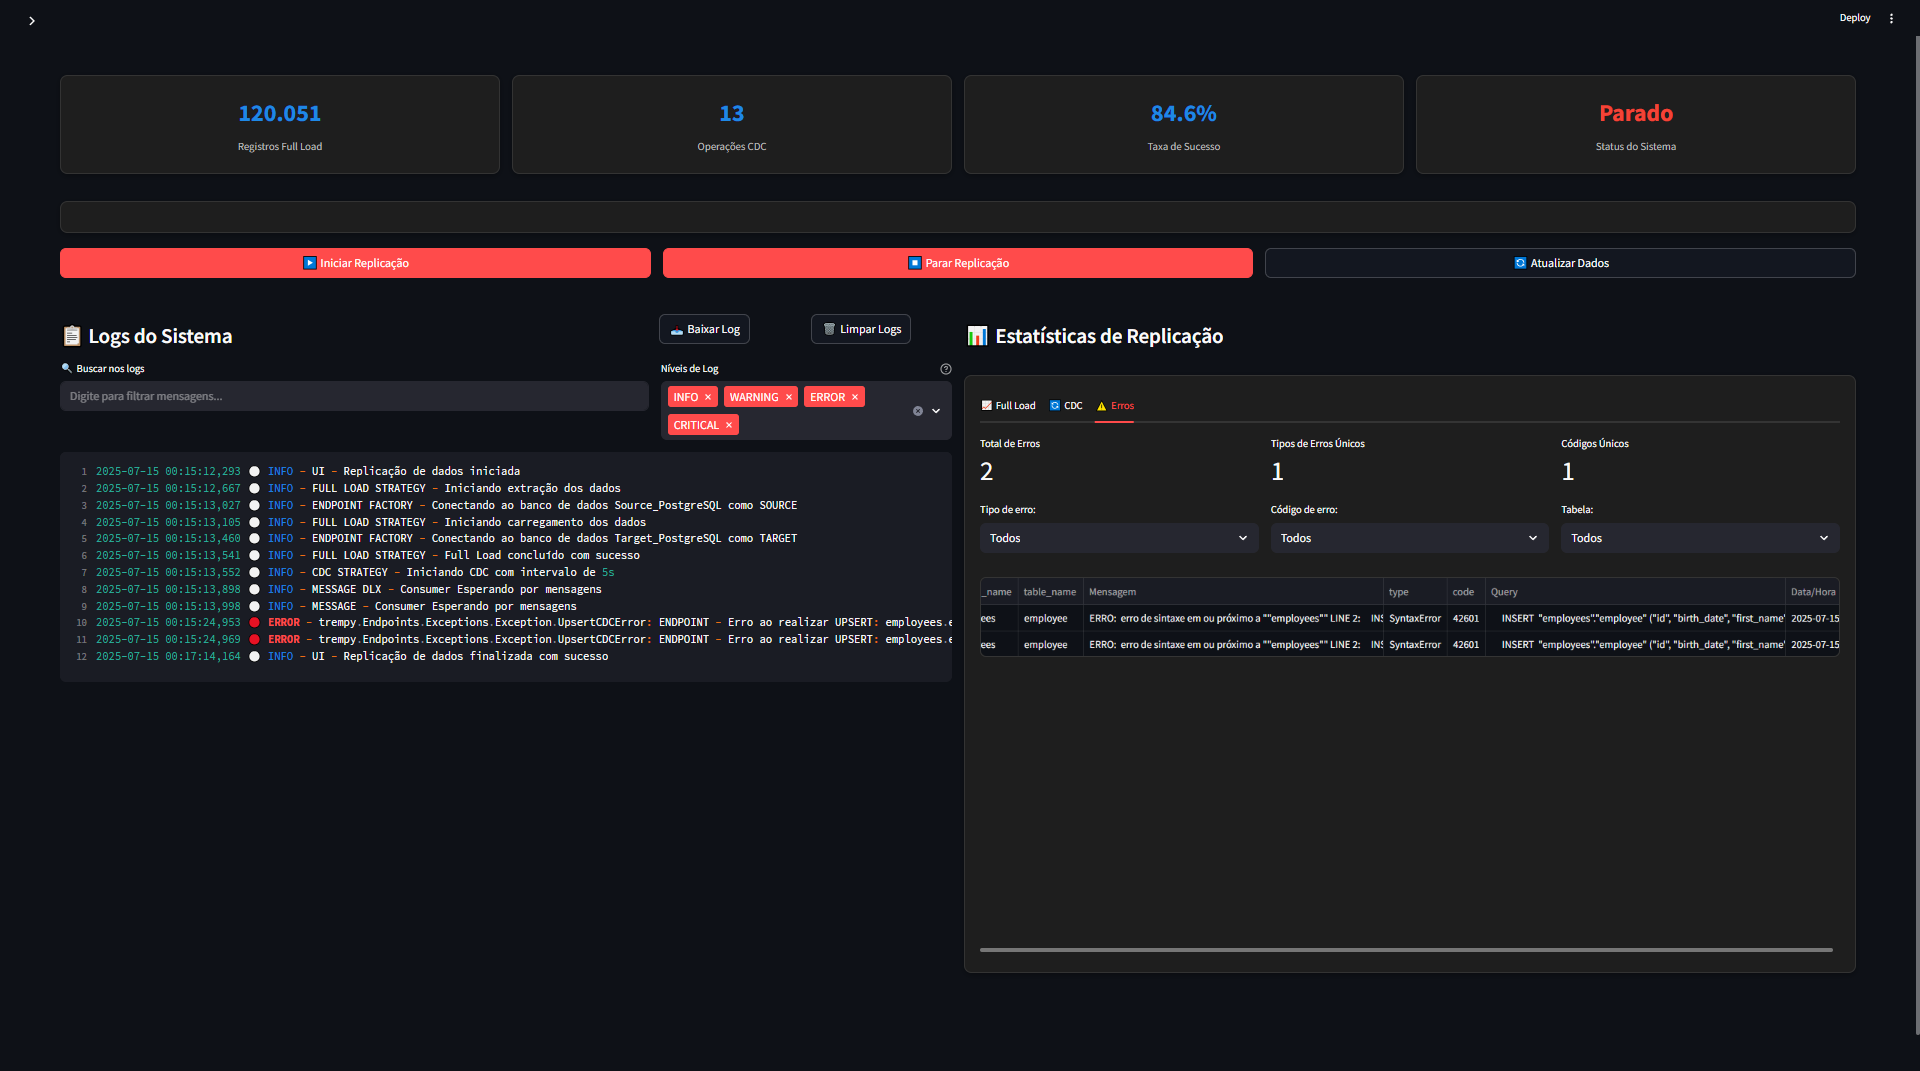 Deploy
120.051
Registros Full Load
13
Operações CDC
84.6%
Taxa de Sucesso
Parado
Status do Sistema
Iniciar Replicação
Parar Replicação
Atualizar Dados
Logs do Sistema
Baixar Log
Limpar Logs
Buscar nos logs
Digite para filtrar mensagens...
Níveis de Log
INFO
WARNING
ERROR
CRITICAL
1 2025-07-15 00:15:12,293 INFO - UI - Replicação de dados iniciada
2 2025-07-15 00:15:12,667 INFO - FULL LOAD STRATEGY - Iniciando extração dos dados
3 2025-07-15 00:15:13,027 INFO - ENDPOINT FACTORY - Conectando ao banco de dados Source_PostgreSQL como SOURCE
4 2025-07-15 00:15:13,105 INFO - FULL LOAD STRATEGY - Iniciando carregamento dos dados
5 2025-07-15 00:15:13,460 INFO - ENDPOINT FACTORY - Conectando ao banco de dados Target_PostgreSQL como TARGET
6 2025-07-15 00:15:13,541 INFO - FULL LOAD STRATEGY - Full Load concluído com sucesso
7 2025-07-15 00:15:13,552 INFO - CDC STRATEGY - Iniciando CDC com intervalo de 5s
8 2025-07-15 00:15:13,898 INFO - MESSAGE DLX - Consumer Esperando por mensagens
9 2025-07-15 00:15:13,998 INFO - MESSAGE - Consumer Esperando por mensagens
10 2025-07-15 00:15:24,953 ERROR - trempy.Endpoints.Exceptions.Exception.UpsertCDCError: ENDPOINT - Erro ao realizar UPSERT: employees.e
11 2025-07-15 00:15:24,969 ERROR - trempy.Endpoints.Exceptions.Exception.UpsertCDCError: ENDPOINT - Erro ao realizar UPSERT: employees.e
12 2025-07-15 00:17:14,164 INFO - UI - Replicação de dados finalizada com sucesso
Estatísticas de Replicação
Full Load
CDC
Erros
Total de Erros
2
Tipos de Erros Únicos
1
Códigos Únicos
1
Tipo de erro:
Todos
Código de erro:
Todos
Tabela:
Todos
_name table_name Mensagem type code Query Data/Hora
ees employee ERRO: erro de sintaxe em ou próximo a ""employees"" LINE 2: INS SyntaxError 42601 INSERT "employees"."employee" ("id", "birth_date", "first_name" 2025-07-15
ees employee ERRO: erro de sintaxe em ou próximo a ""employees"" LINE 2: INS SyntaxError 42601 INSERT "employees"."employee" ("id", "birth_date", "first_name" 2025-07-15